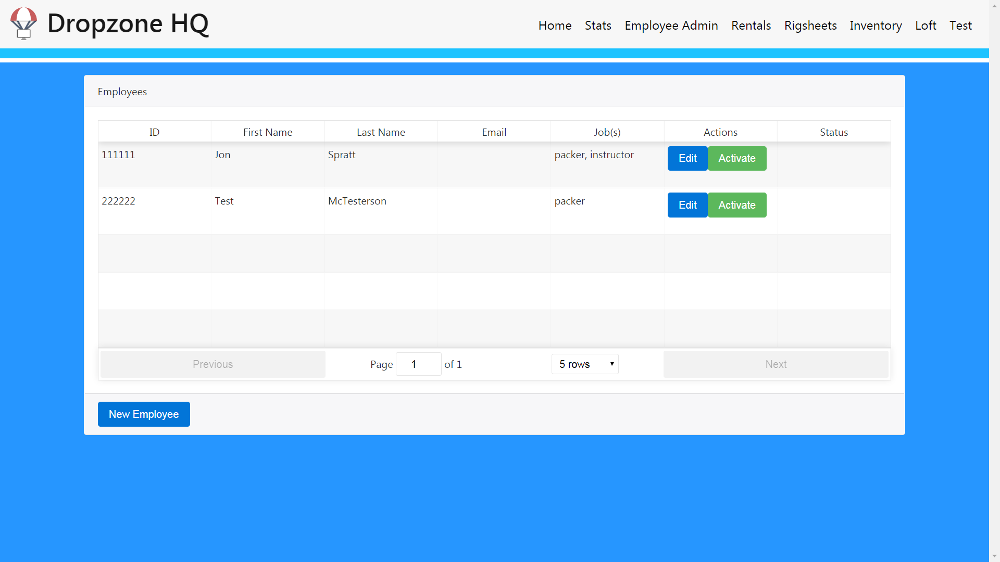 Dropzone HQ
Home Stats Employee Admin Rentals Rigsheets Inventory Loft Test
Employees
ID First Name Last Name Email Job(s) Actions Status
111111 Jon Spratt packer, instructor Edit Activate
222222 Test McTesterson packer Edit Activate
Previous Page 1 of 1 5 rows Next
New Employee